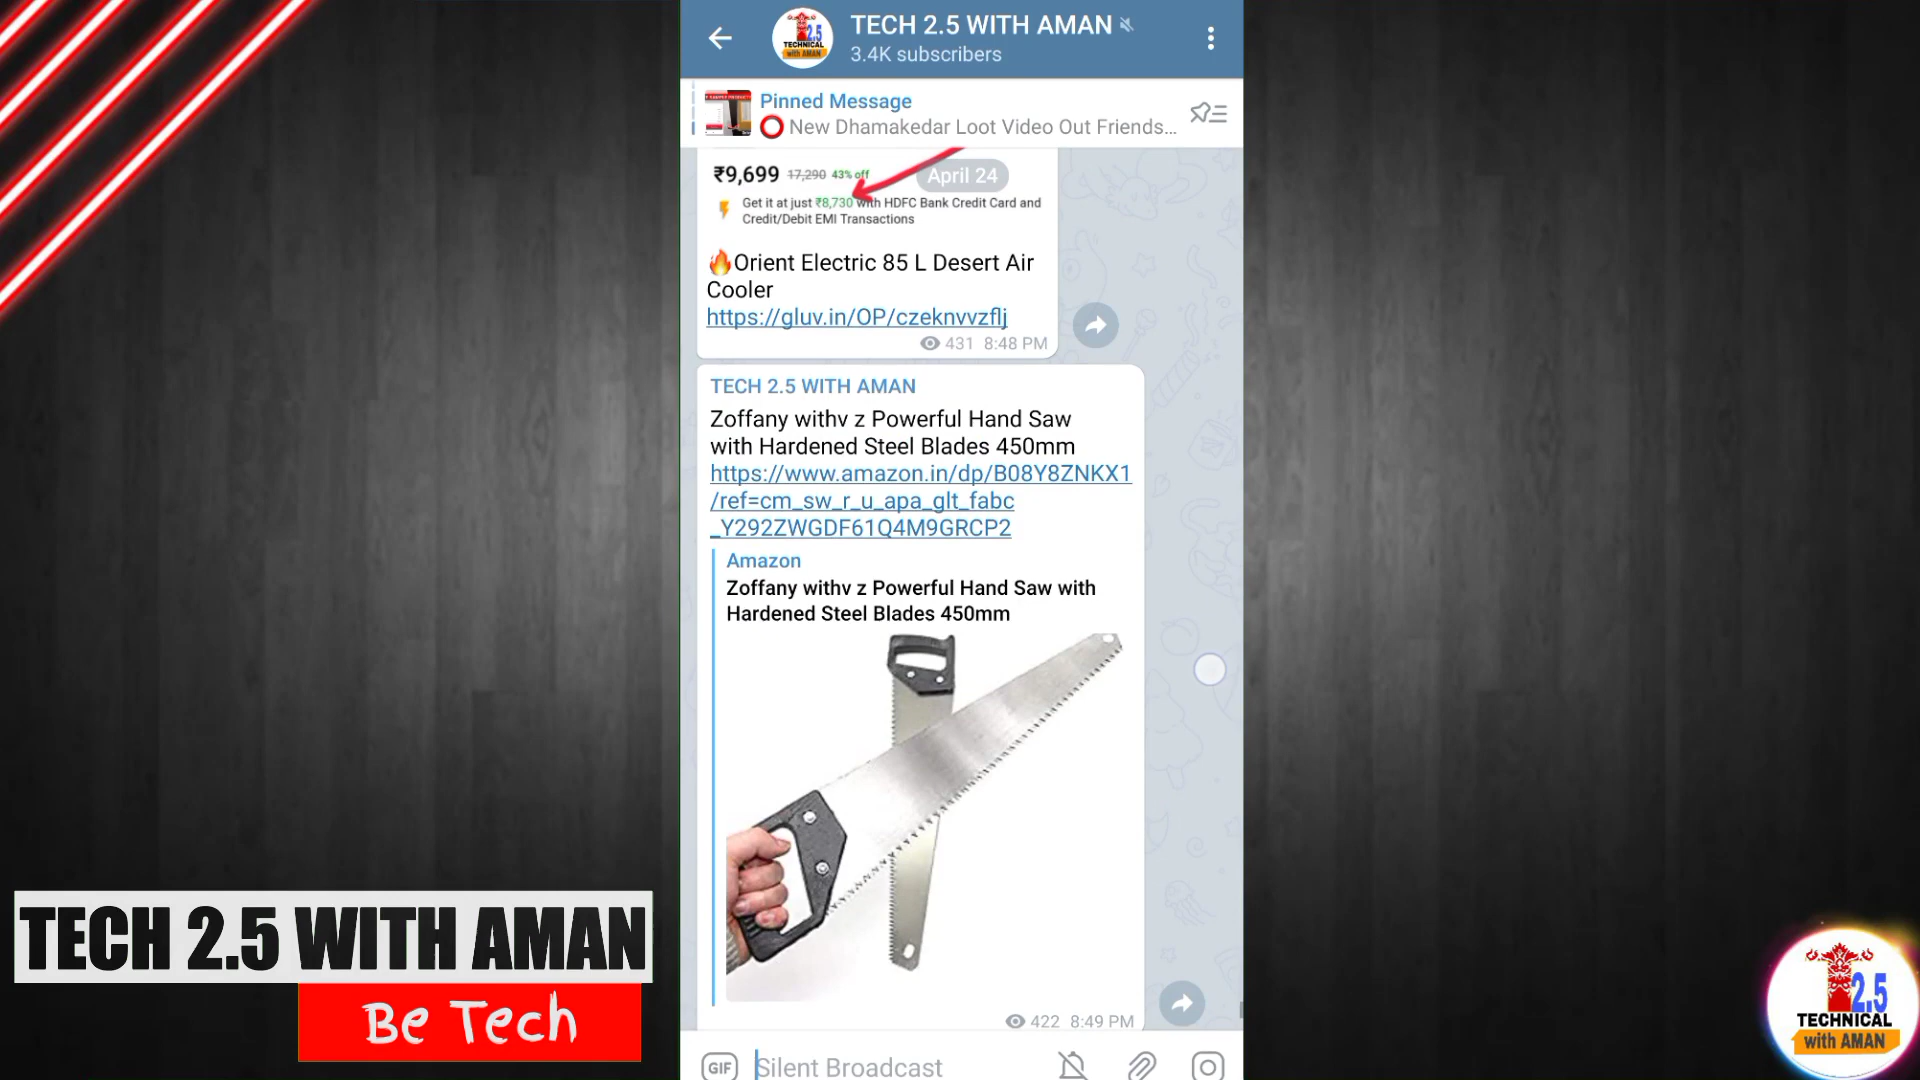 TECH 2.5 WITH AMAN
3.4K subscribers
Pinned Message
New Dhamakedar Loot Video Out Friends...
₹9,699 17,290 43% off
April 24
Get it at just ₹8,730 with HDFC Bank Credit Card and
Credit/Debit EMI Transactions
🔥Orient Electric 85 L Desert Air
Cooler
https://gluv.in/OP/czeknvvzflj
431 8:48 PM
TECH 2.5 WITH AMAN
Zoffany withv z Powerful Hand Saw
with Hardened Steel Blades 450mm
https://www.amazon.in/dp/B08Y8ZNKX1
/ref=cm_sw_r_u_apa_glt_fabc
_Y292ZWGDF61Q4M9GRCP2
Amazon
Zoffany withv z Powerful Hand Saw with
Hardened Steel Blades 450mm
422 8:49 PM
GIF Silent Broadcast
TECH 2.5 WITH AMAN
Be Tech
2.5
TECHNICAL
with AMAN
2.5
TECHNICAL
with AMAN